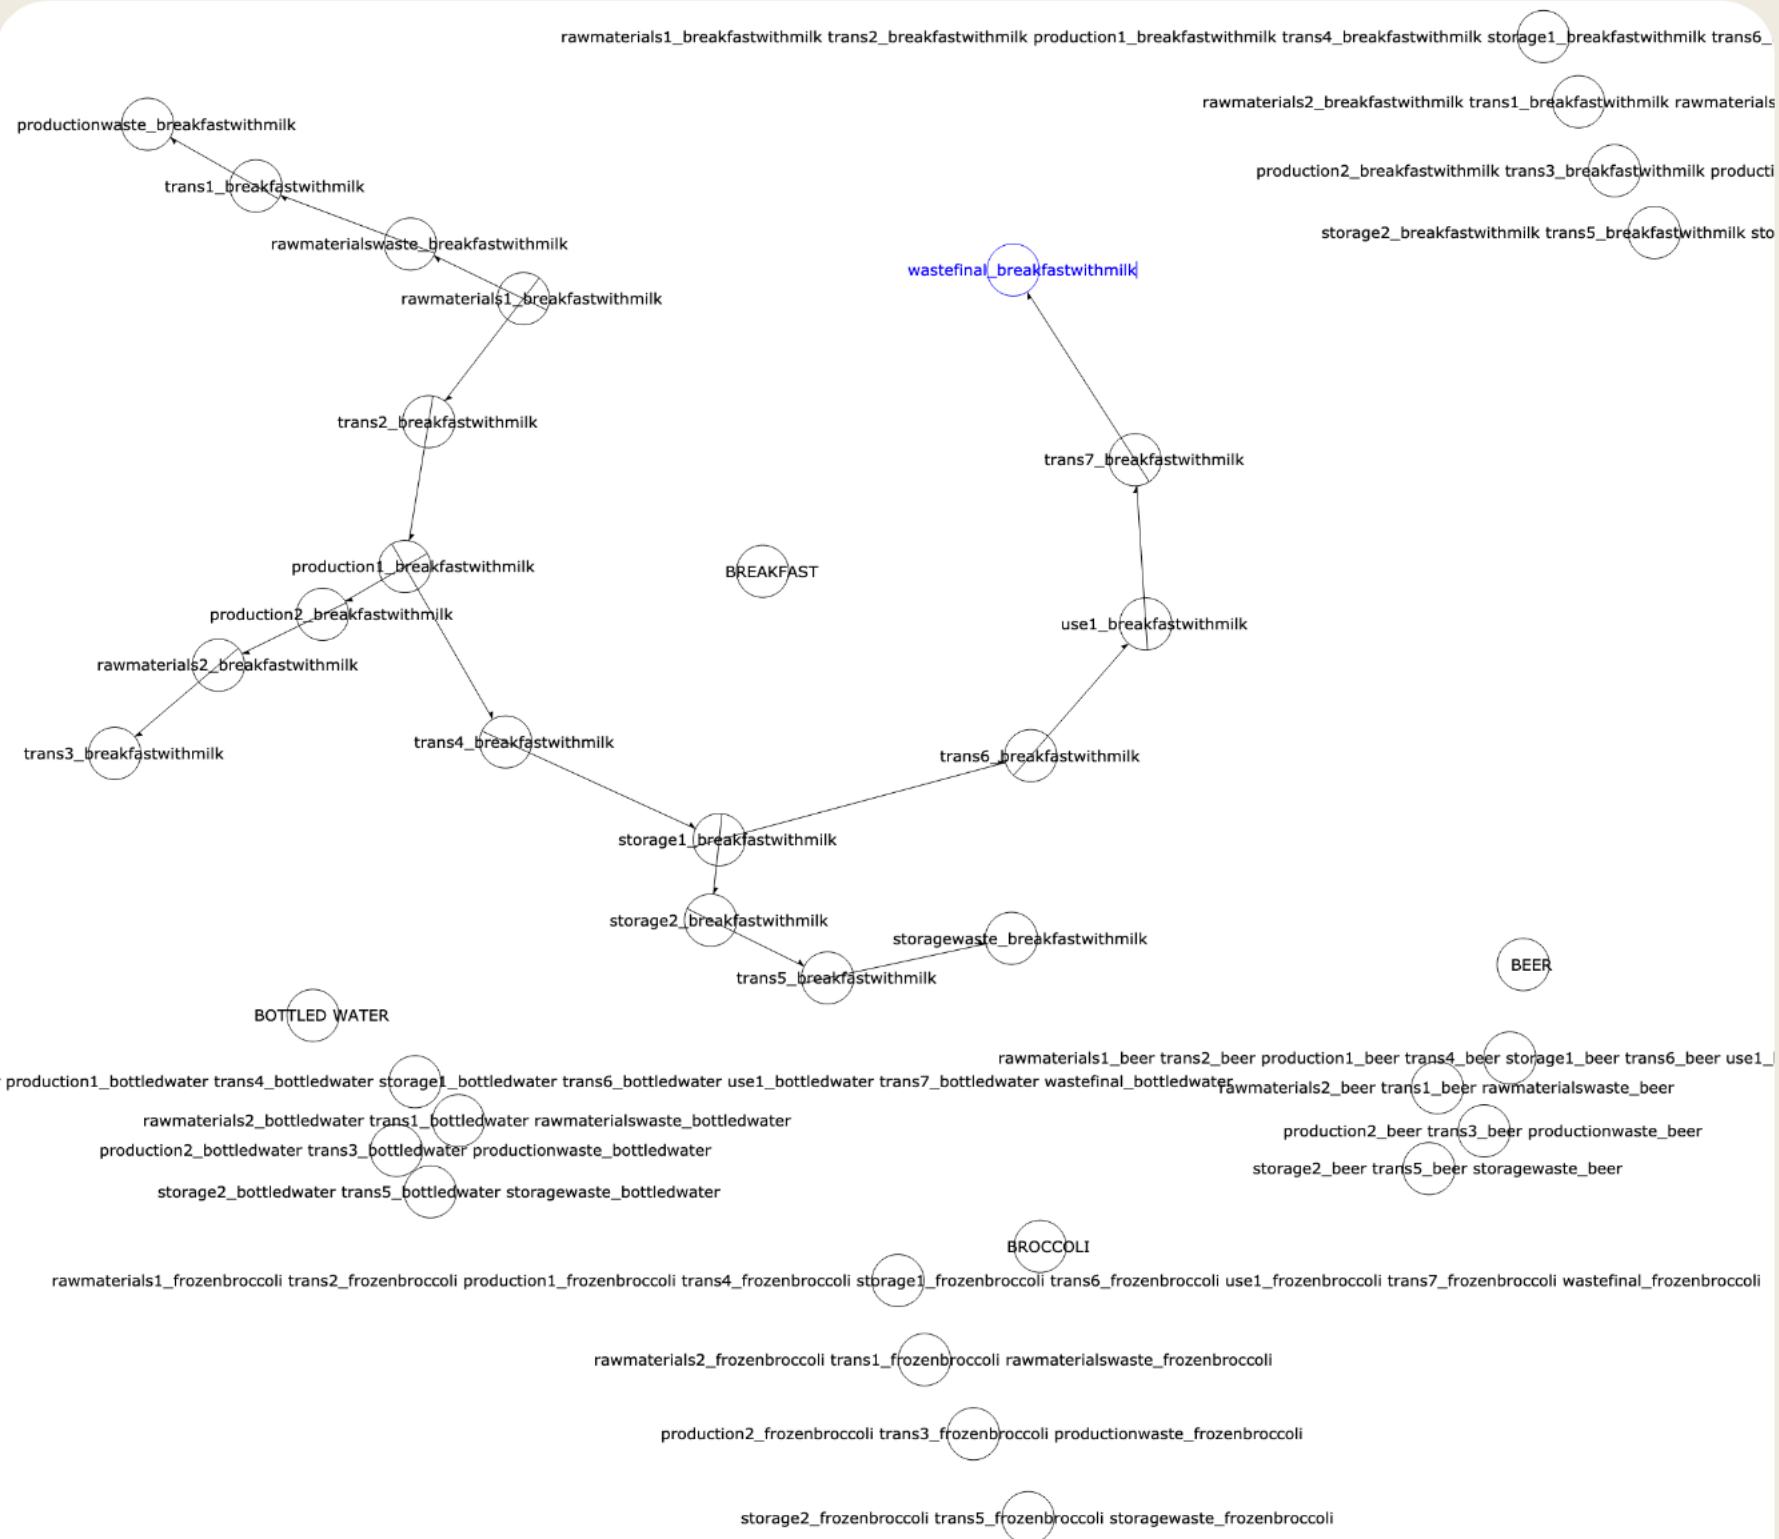 rawmaterials1_breakfastwithmilk trans2_breakfastwithmilk production1_breakfastwithmilk trans4_breakfastwithmilk storage1_breakfastwithmilk trans6_
rawmaterials2_breakfastwithmilk trans1_breakfastwithmilk rawmaterials
productionwaste_breakfastwithmilk
production2_breakfastwithmilk trans3_breakfastwithmilk producti
trans1_breakfastwithmilk
storage2_breakfastwithmilk trans5_breakfastwithmilk sto
rawmaterialswaste_breakfastwithmilk
wastefinal_breakfastwithmilk
rawmaterials1_breakfastwithmilk
trans2_breakfastwithmilk
trans7_breakfastwithmilk
production1_breakfastwithmilk
BREAKFAST
production2_breakfastwithmilk
use1_breakfastwithmilk
rawmaterials2_breakfastwithmilk
trans4_breakfastwithmilk
trans3_breakfastwithmilk
trans6_breakfastwithmilk
storage1_breakfastwithmilk
storage2_breakfastwithmilk
storagewaste_breakfastwithmilk
trans5_breakfastwithmilk
BEER
BOTTLED WATER
rawmaterials1_beer trans2_beer production1_beer trans4_beer storage1_beer trans6_beer use1_
production1_bottledwater trans4_bottledwater storage1_bottledwater trans6_bottledwater use1_bottledwater trans7_bottledwater wastefinal_bottledwater
rawmaterials2_beer trans1_beer rawmaterialswaste_beer
rawmaterials2_bottledwater trans1_bottledwater rawmaterialswaste_bottledwater
production2_beer trans3_beer productionwaste_beer
production2_bottledwater trans3_bottledwater productionwaste_bottledwater
storage2_beer trans5_beer storagewaste_beer
storage2_bottledwater trans5_bottledwater storagewaste_bottledwater
BROCCOLI
rawmaterials1_frozenbroccoli trans2_frozenbroccoli production1_frozenbroccoli trans4_frozenbroccoli storage1_frozenbroccoli trans6_frozenbroccoli use1_frozenbroccoli trans7_frozenbroccoli wastefinal_frozenbroccoli
rawmaterials2_frozenbroccoli trans1_frozenbroccoli rawmaterialswaste_frozenbroccoli
production2_frozenbroccoli trans3_frozenbroccoli productionwaste_frozenbroccoli
storage2_frozenbroccoli trans5_frozenbroccoli storagewaste_frozenbroccoli